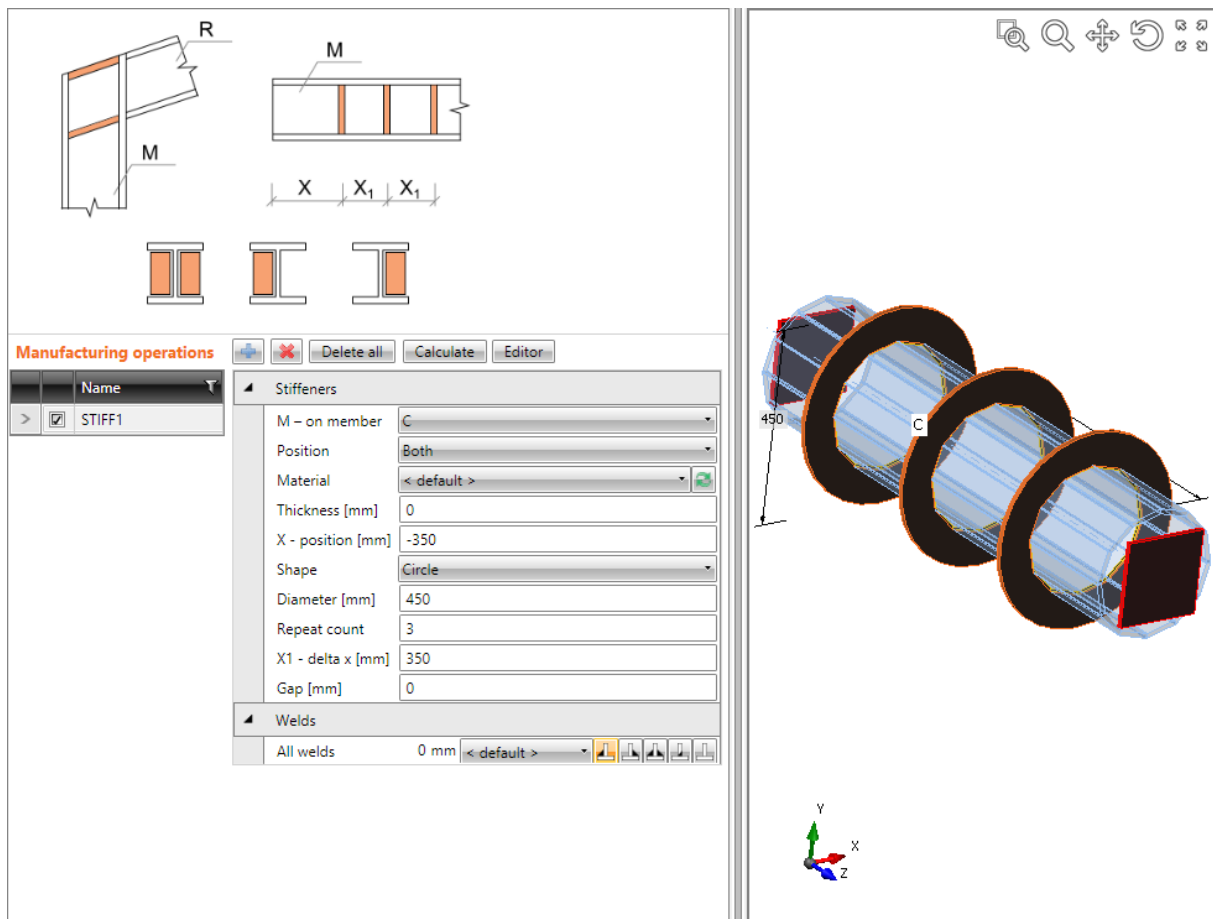 R
M
M
X X1 X1
Manufacturing operations
Delete all Calculate Editor
Name
STIFF1
Stiffeners
M – on member C
Position Both
Material < default >
Thickness [mm] 0
X - position [mm] -350
Shape Circle
Diameter [mm] 450
Repeat count 3
X1 - delta x [mm] 350
Gap [mm] 0
Welds
All welds 0 mm < default >
450
C
Y
X
Z